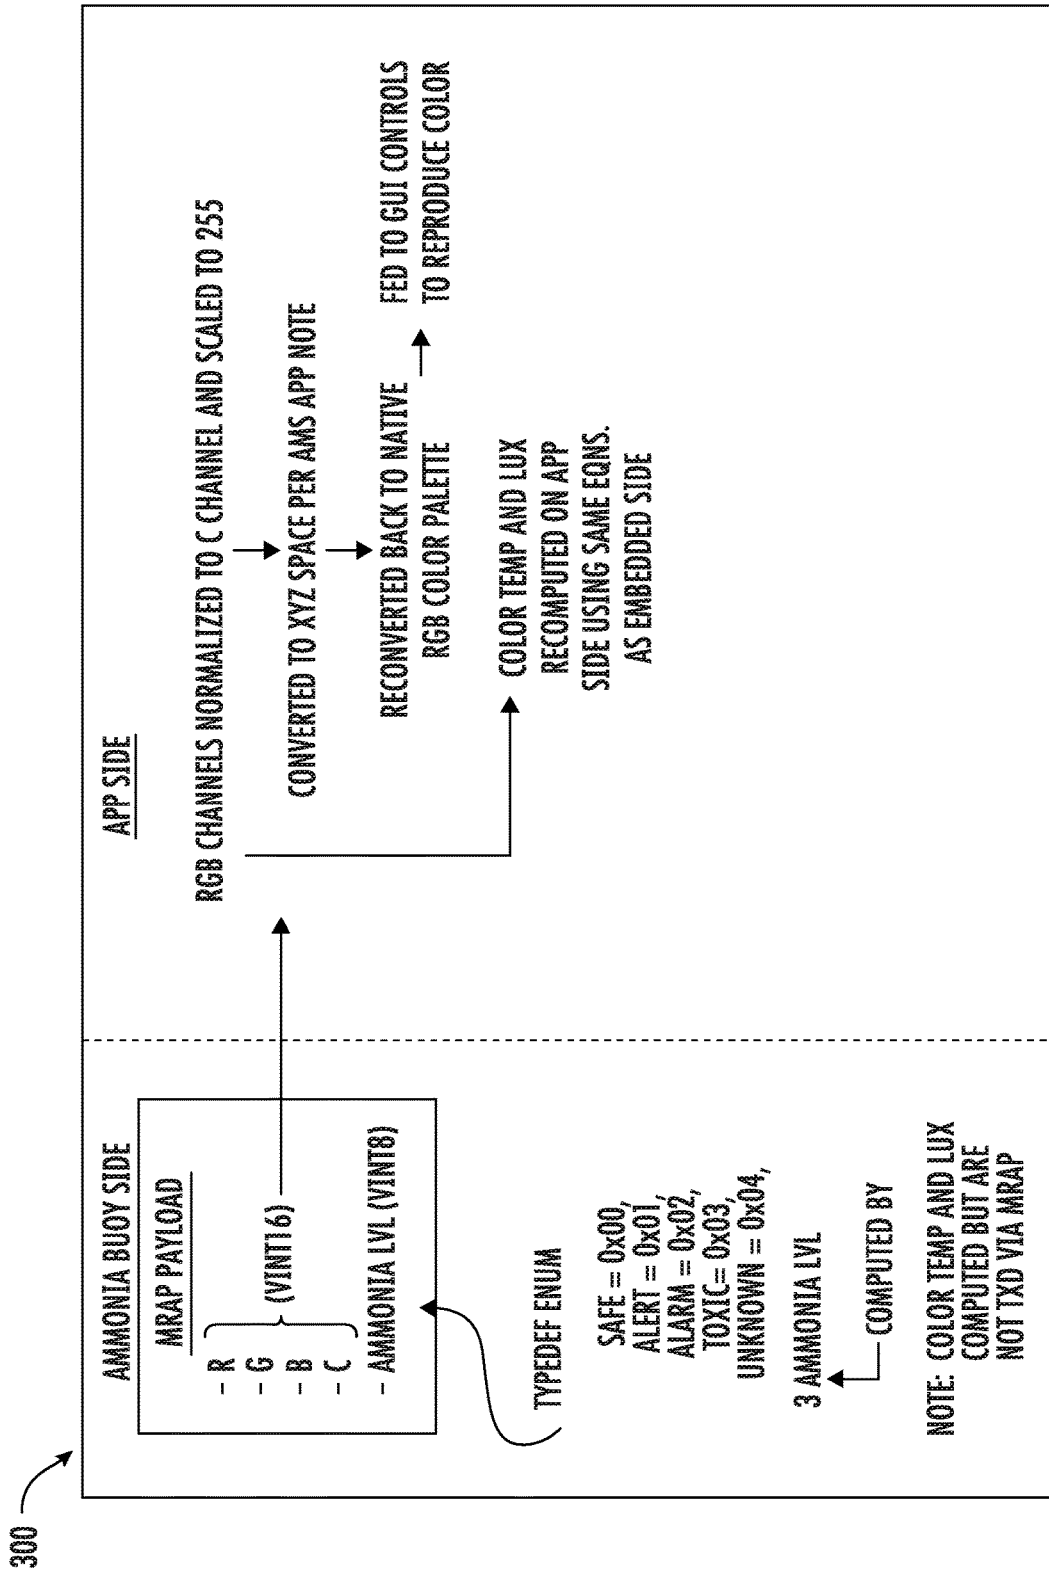 300
AMMONIA BUOY SIDE
MRAP PAYLOAD
- R
- G
- B
- C
(VINT16)
- AMMONIA LVL (VINT8)
TYPEDEF ENUM
SAFE = 0x00,
ALERT = 0x01,
ALARM = 0x02,
TOXIC= 0x03,
UNKNOWN = 0x04,
3 AMMONIA LVL
COMPUTED BY
NOTE: COLOR TEMP AND LUX
COMPUTED BUT ARE
NOT TXD VIA MRAP
APP SIDE
RGB CHANNELS NORMALIZED TO C CHANNEL AND SCALED TO 255
CONVERTED TO XYZ SPACE PER AMS APP NOTE
RECONVERTED BACK TO NATIVE
RGB COLOR PALETTE
FED TO GUI CONTROLS
TO REPRODUCE COLOR
COLOR TEMP AND LUX
RECOMPUTED ON APP
SIDE USING SAME EQNS.
AS EMBEDDED SIDE